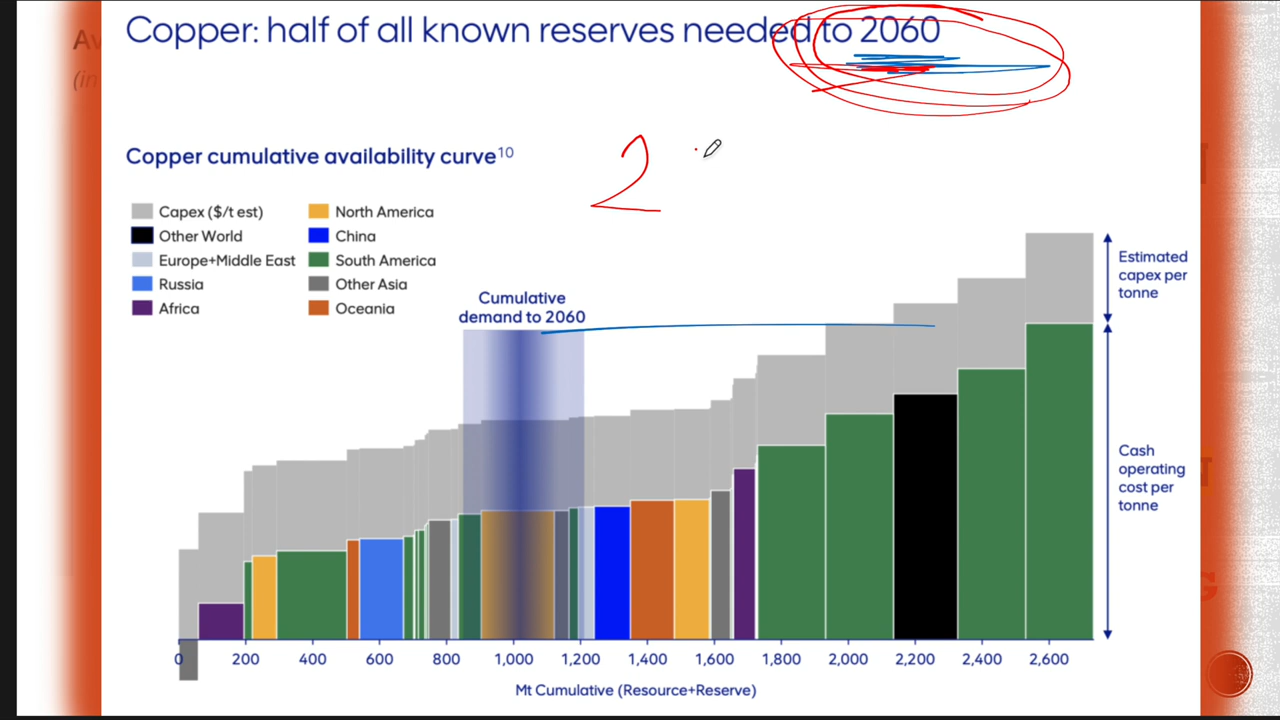 Copper: half of all known reserves needed to 2060
Copper cumulative availability curve10
2
Capex ($/t est)
Other World
Europe+Middle East
Russia
Africa
North America
China
South America
Other Asia
Oceania
Cumulative
demand to 2060
Estimated
capex per
tonne
Cash
operating
cost per
tonne
0 200 400 600 800 1,000 1,200 1,400 1,600 1,800 2,000 2,200 2,400 2,600
Mt Cumulative (Resource+Reserve)